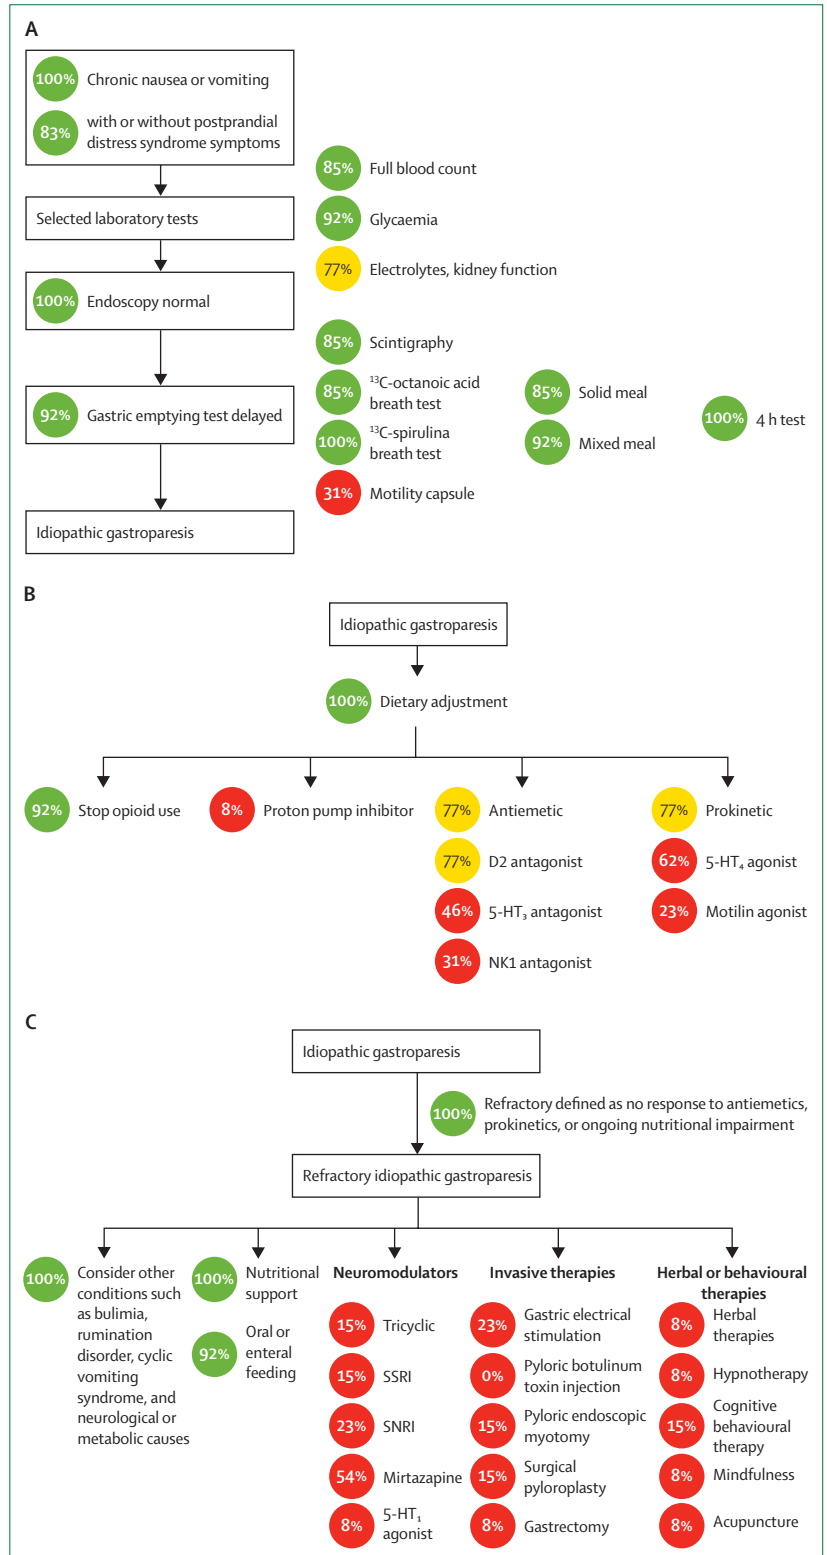 A
100% Chronic nausea or vomiting
83% with or without postprandial
distress syndrome symptoms
Selected laboratory tests
85% Full blood count
92% Glycaemia
77% Electrolytes, kidney function
100% Endoscopy normal
92% Gastric emptying test delayed
85% Scintigraphy
85% ¹³C-octanoic acid
breath test
100% ¹³C-spirulina
breath test
31% Motility capsule
85% Solid meal
92% Mixed meal
100% 4 h test
Idiopathic gastroparesis
B
Idiopathic gastroparesis
100% Dietary adjustment
92% Stop opioid use
8% Proton pump inhibitor
77% Antiemetic
77% D2 antagonist
46% 5-HT₃ antagonist
31% NK1 antagonist
77% Prokinetic
62% 5-HT₄ agonist
23% Motilin agonist
C
Idiopathic gastroparesis
100% Refractory defined as no response to antiemetics,
prokinetics, or ongoing nutritional impairment
Refractory idiopathic gastroparesis
100% Consider other
conditions such
as bulimia,
rumination
disorder, cyclic
vomiting
syndrome, and
neurological or
metabolic causes
100% Nutritional
support
92% Oral or
enteral
feeding
Neuromodulators
15% Tricyclic
15% SSRI
23% SNRI
54% Mirtazapine
8% 5-HT₁
agonist
Invasive therapies
23% Gastric electrical
stimulation
0% Pyloric botulinum
toxin injection
15% Pyloric endoscopic
myotomy
15% Surgical
pyloroplasty
8% Gastrectomy
Herbal or behavioural
therapies
8% Herbal
therapies
8% Hypnotherapy
15% Cognitive
behavioural
therapy
8% Mindfulness
8% Acupuncture